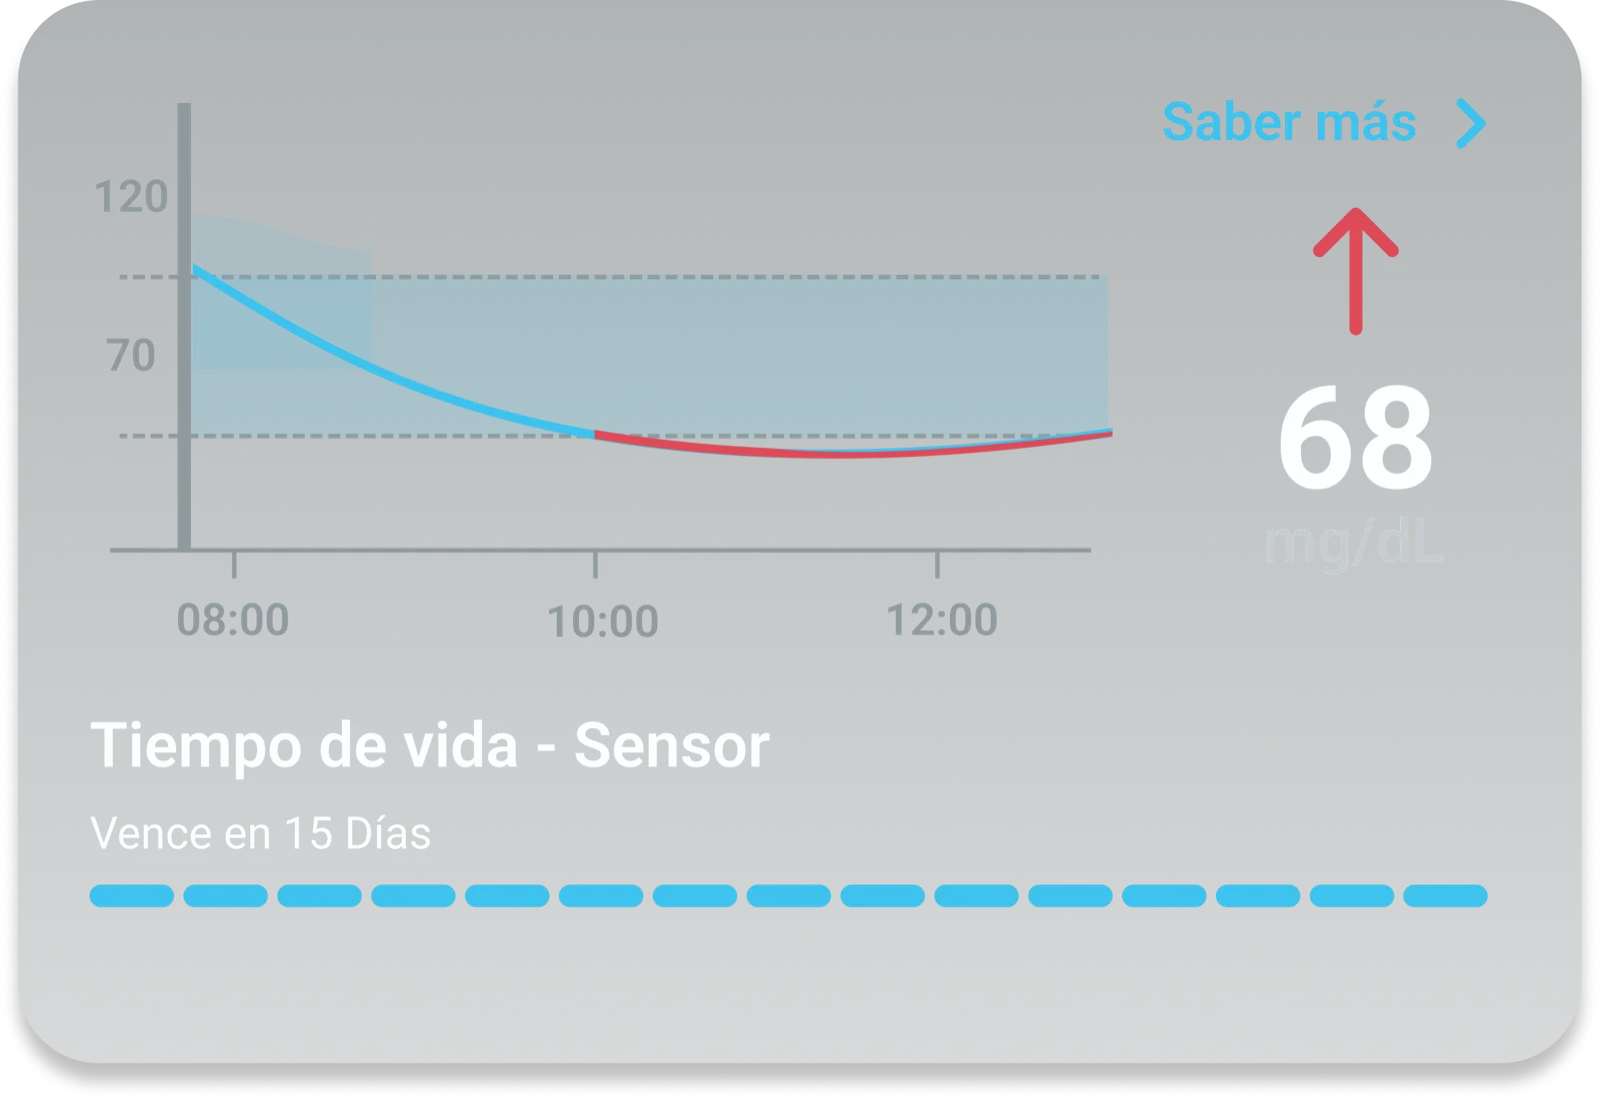 Saber más
120
70
68
mg/dL
08:00
10:00
12:00
Tiempo de vida - Sensor
Vence en 15 Días